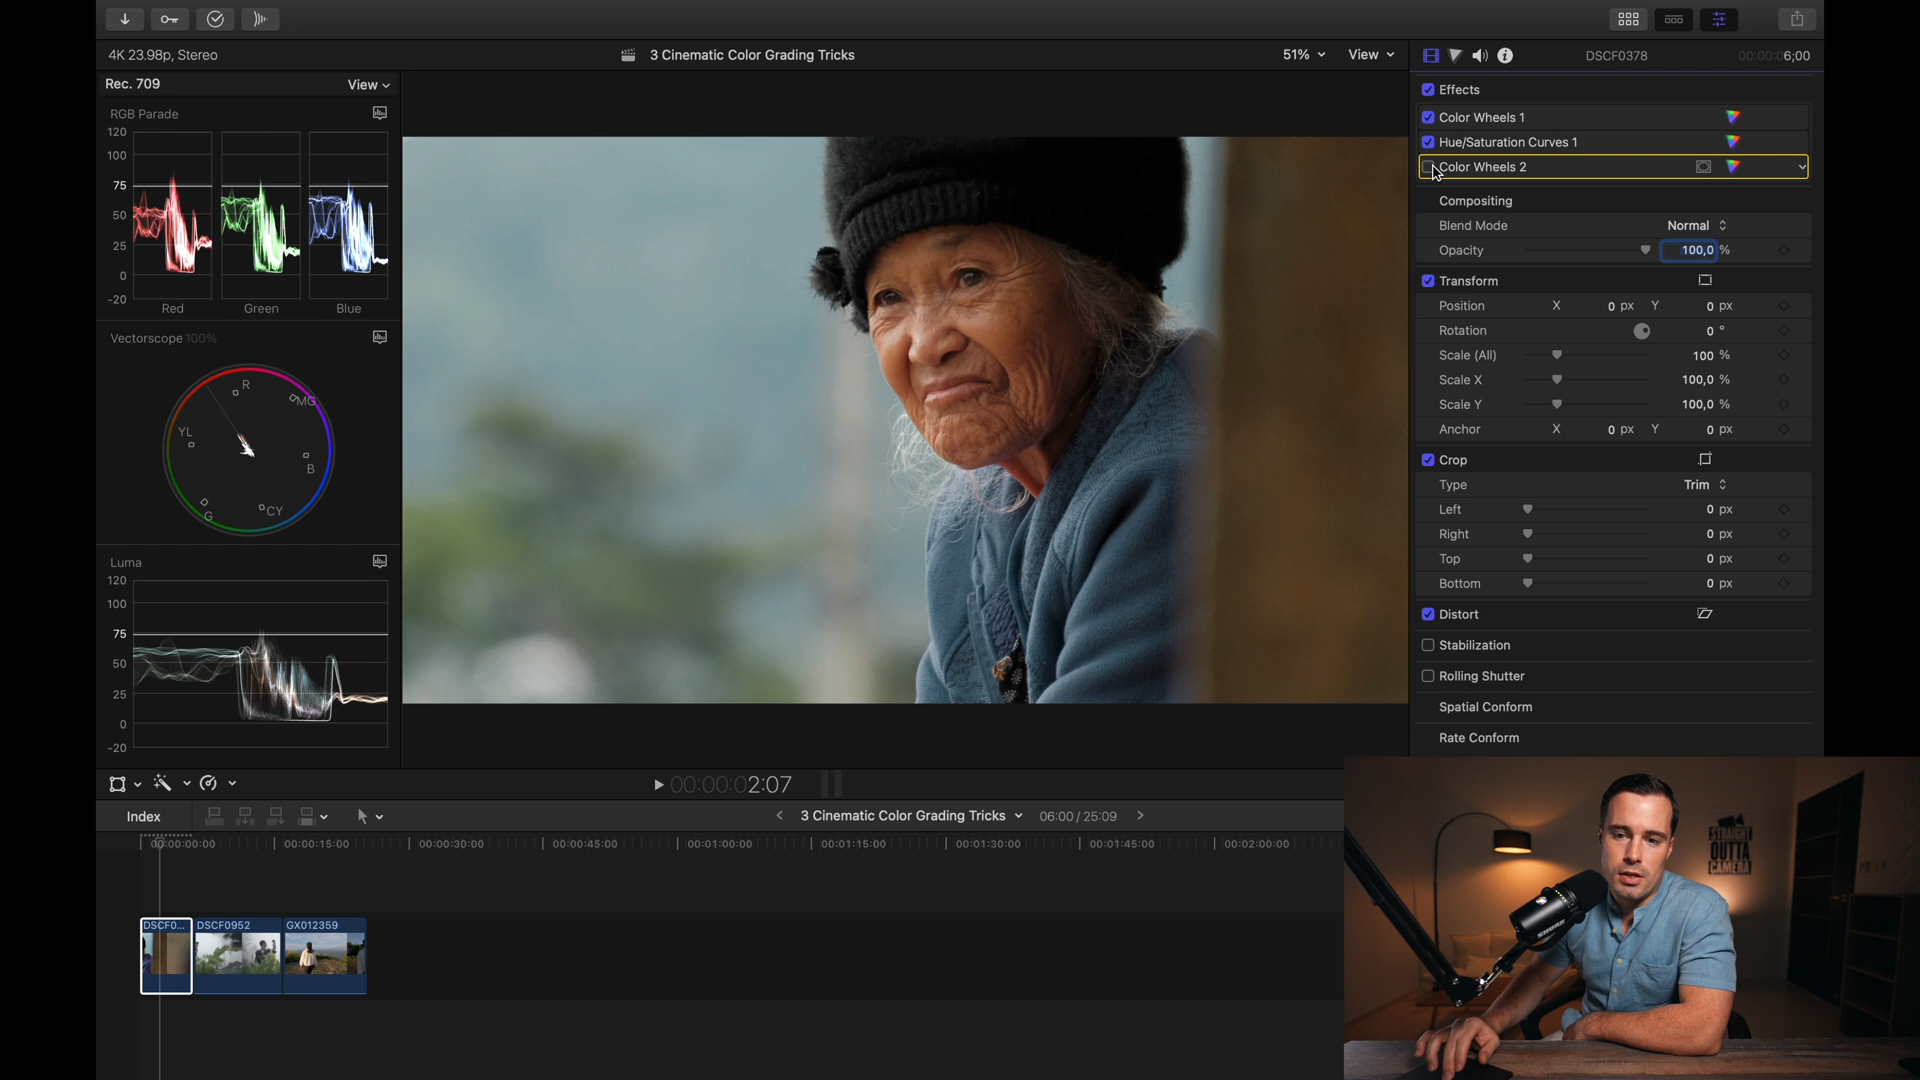 4K 23.98p, Stereo
3 Cinematic Color Grading Tricks
51%
View
DSCF0378
00:00:06;00
Rec. 709
View
RGB Parade
120
100
75
50
25
0
-20
Red
Green
Blue
Vectorscope 100%
R
MG
YL
B
G
CY
Luma
120
100
75
50
25
0
-20
Effects
Color Wheels 1
Hue/Saturation Curves 1
Color Wheels 2
Compositing
Blend Mode Normal
Opacity 100,0 %
Transform
Position X 0 px Y 0 px
Rotation 0 °
Scale (All) 100 %
Scale X 100,0 %
Scale Y 100,0 %
Anchor X 0 px Y 0 px
Crop
Type Trim
Left 0 px
Right 0 px
Top 0 px
Bottom 0 px
Distort
Stabilization
Rolling Shutter
Spatial Conform
Rate Conform
00:00:02:07
Index
3 Cinematic Color Grading Tricks
06:00 / 25:09
00:00:00:00
00:00:15:00
00:00:30:00
00:00:45:00
00:01:00:00
00:01:15:00
00:01:30:00
00:01:45:00
00:02:00:00
DSCF0...
DSCF0952
GX012359
STRAIGHT
OUTTA
CAMERA
SHURE